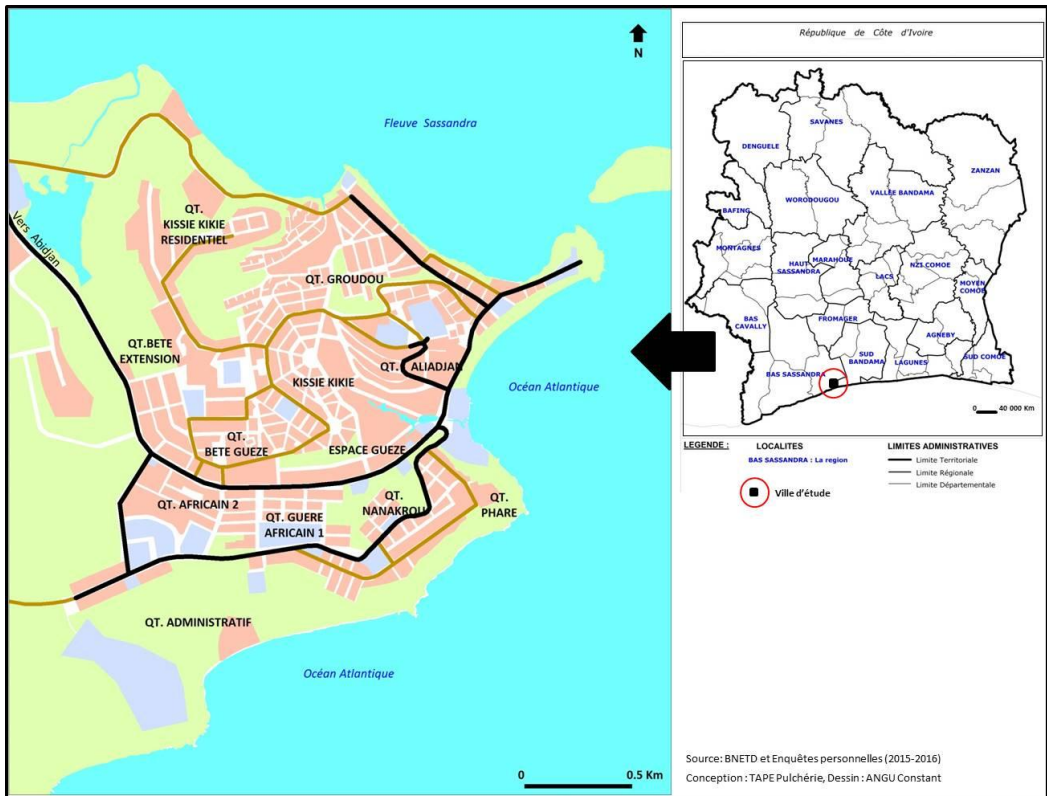 N
Fleuve Sassandra
Vers Abidjan
QT.
KISSIE KIKIE
RESIDENTIEL
QT. GROUDOU
QT.BETE
EXTENSION
KISSIE KIKIE
QT. ALIADJAN
Océan Atlantique
QT.
BETE GUEZE
ESPACE GUEZE
QT. AFRICAIN 2
QT. GUERE
AFRICAIN 1
QT.
NANAKROU
QT.
PHARE
QT. ADMINISTRATIF
Océan Atlantique
0 0.5 Km
République de Côte d'Ivoire
SAVANES
DENGUELE
ZANZAN
VALLEE BANDAMA
WORODOUGOU
BAFING
MONTAGNES
HAUT
SASSANDRA
MARAHOUE
LACS
NZI COMOE
MOYEN
COMOE
BAS
CAVALLY
FROMAGER
AGNEBY
SUD
BANDAMA
LAGUNES
SUD COMOE
BAS SASSANDRA
0 40 000 Km
LEGENDE :
LOCALITES
BAS SASSANDRA : La region
Ville d'étude
LIMITES ADMINISTRATIVES
Limite Territoriale
Limite Régionale
Limite Départementale
Source: BNETD et Enquêtes personnelles (2015-2016)
Conception : TAPE Pulchérie, Dessin : ANGU Constant